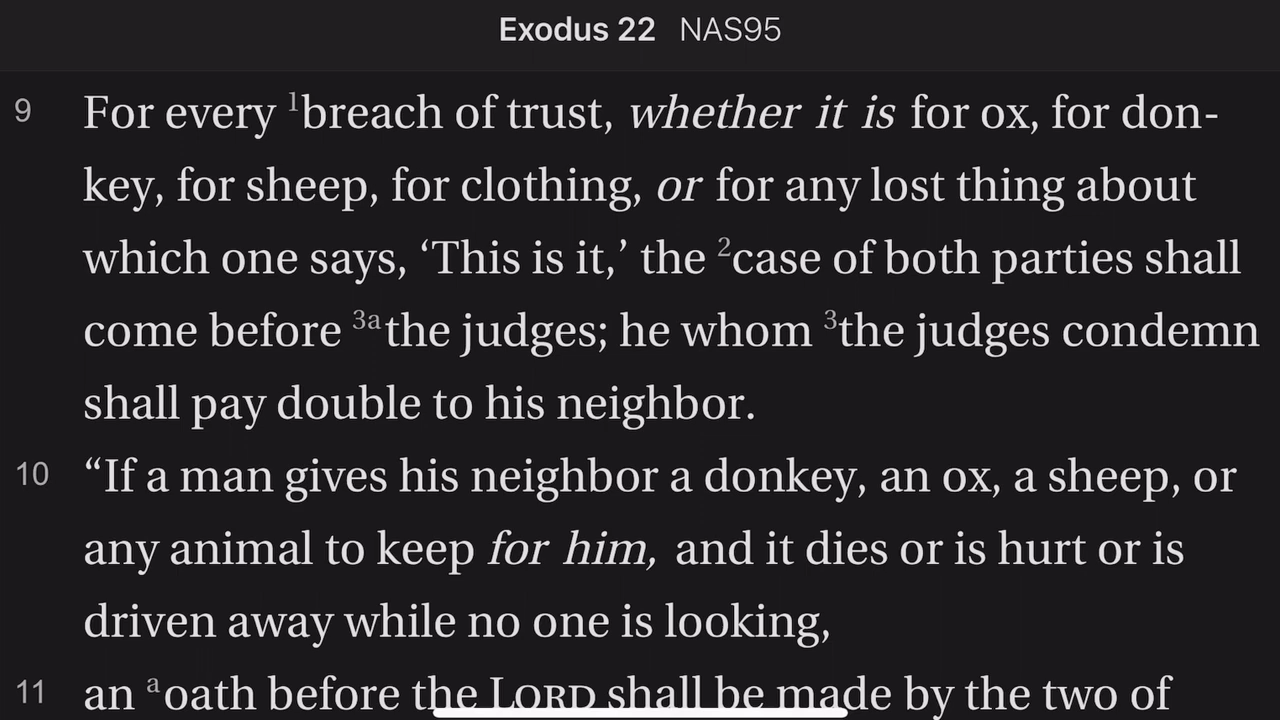 Exodus 22 NAS95
9 For every 1breach of trust, whether it is for ox, for don-
key, for sheep, for clothing, or for any lost thing about
which one says, ‘This is it,’ the 2case of both parties shall
come before 3athe judges; he whom 3the judges condemn
shall pay double to his neighbor.
10 “If a man gives his neighbor a donkey, an ox, a sheep, or
any animal to keep for him, and it dies or is hurt or is
driven away while no one is looking,
11 an aoath before the LORD shall be made by the two of